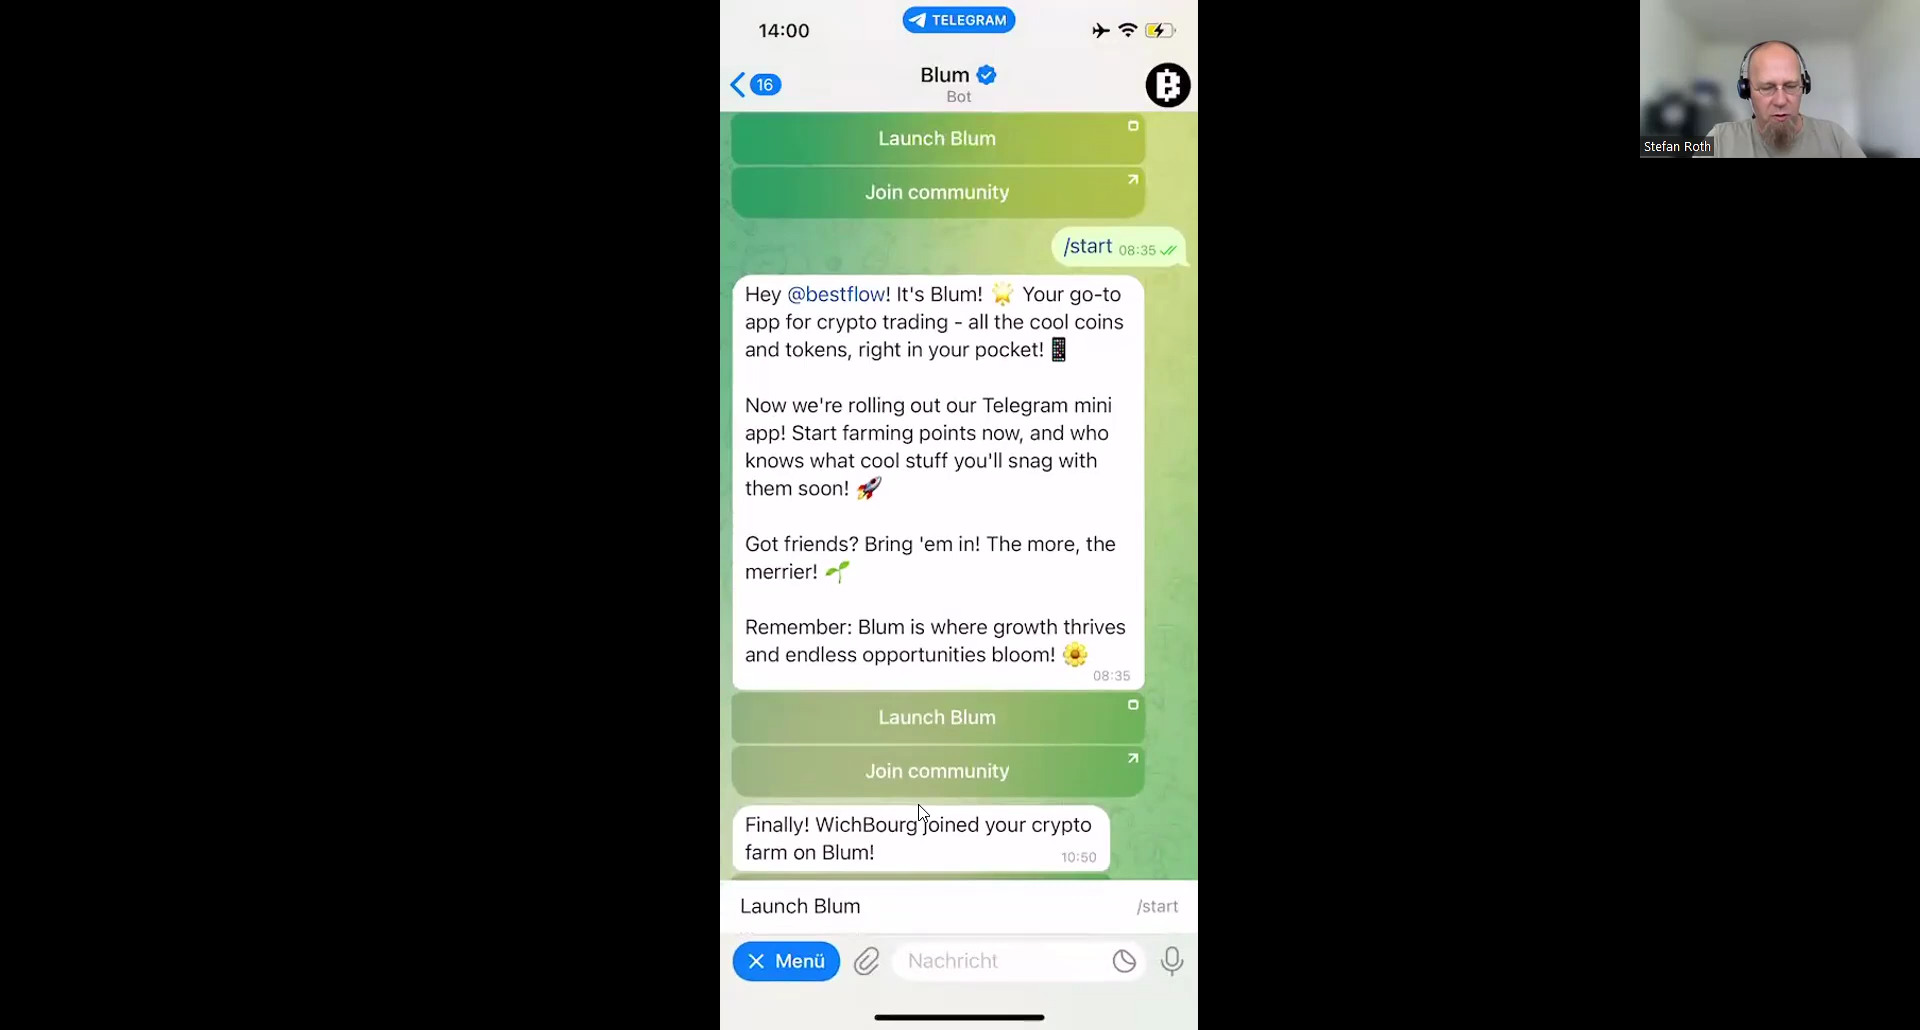 14:00
TELEGRAM
16
Blum
Bot
Launch Blum
Join community
/start 08:35
Hey @bestflow! It's Blum! 🌟 Your go-to
app for crypto trading - all the cool coins
and tokens, right in your pocket! 📱
Now we're rolling out our Telegram mini
app! Start farming points now, and who
knows what cool stuff you'll snag with
them soon! 🚀
Got friends? Bring 'em in! The more, the
merrier! 🌱
Remember: Blum is where growth thrives
and endless opportunities bloom! 🌼
08:35
Launch Blum
Join community
Finally! WichBourg joined your crypto
farm on Blum!
10:50
Launch Blum /start
Menü
Nachricht
Stefan Roth